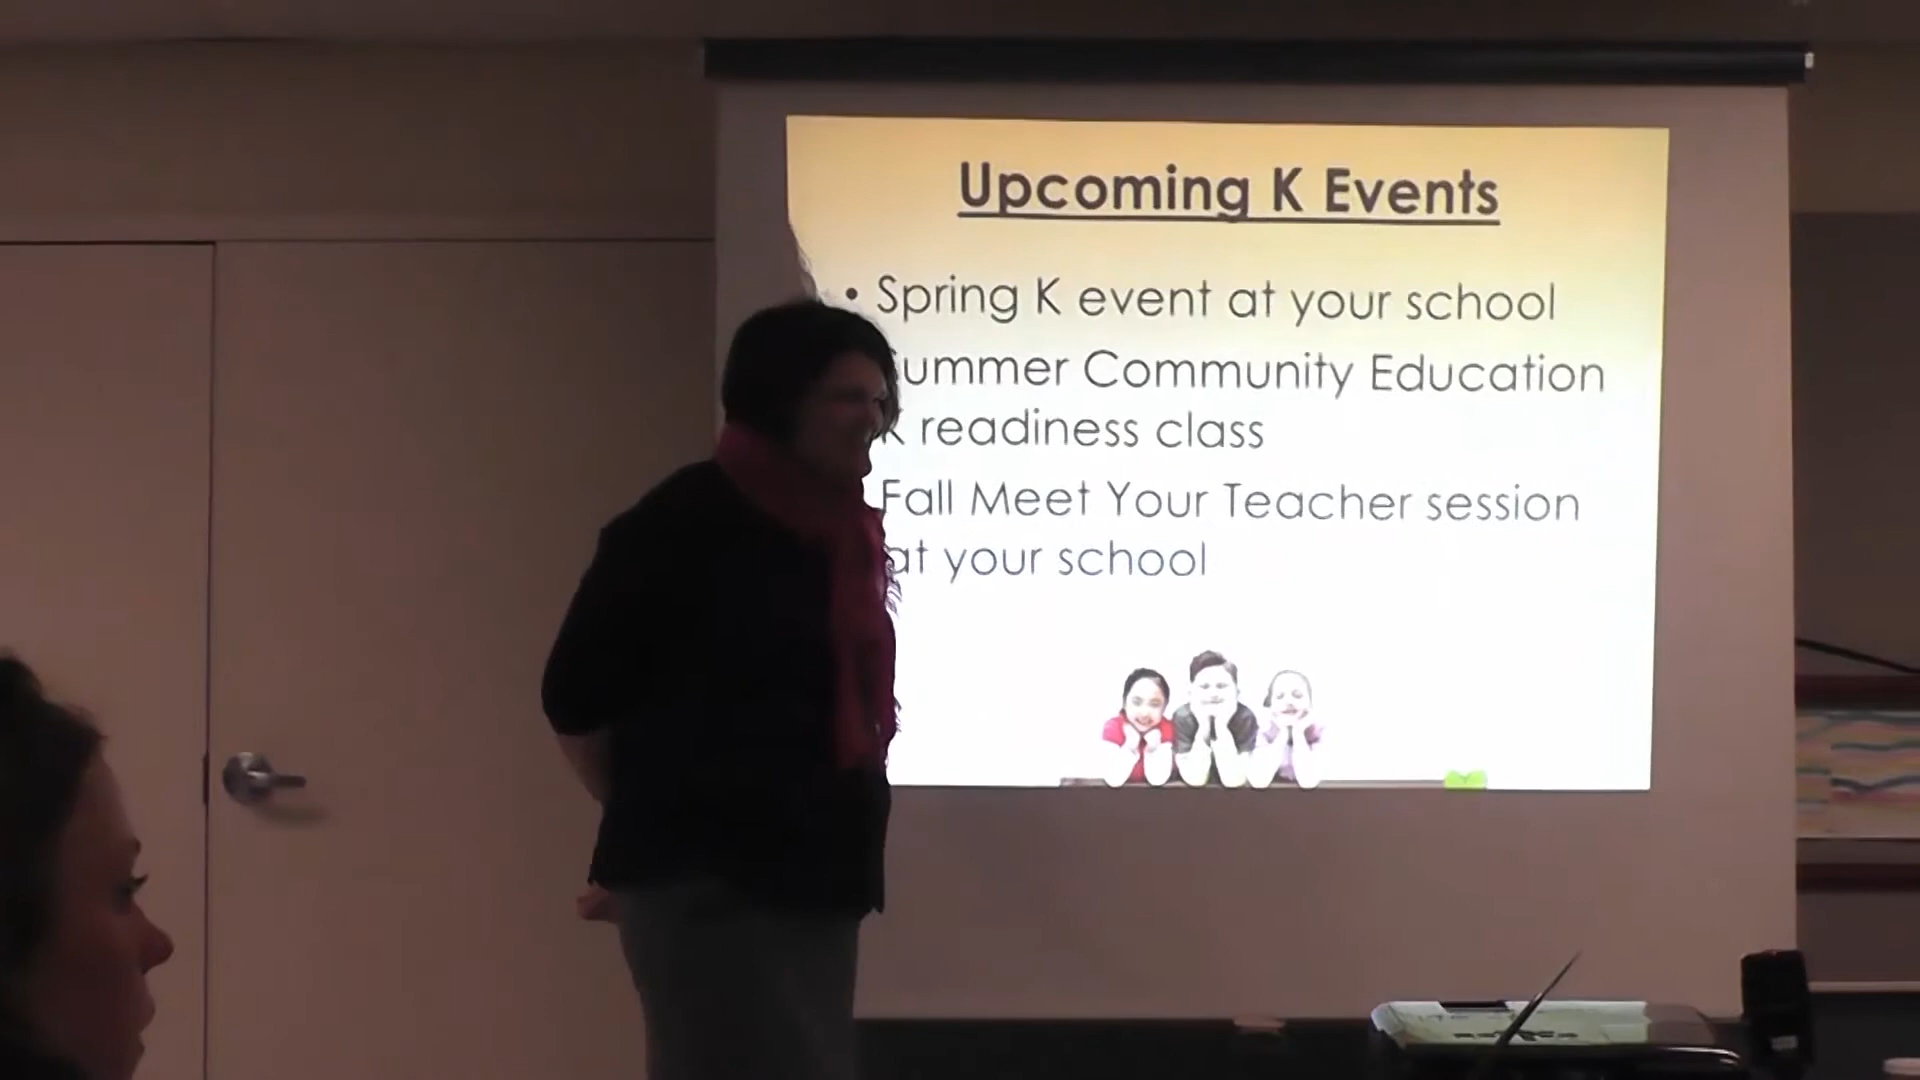 Upcoming K Events
• Spring K event at your school
Summer Community Education
K readiness class
Fall Meet Your Teacher session
at your school